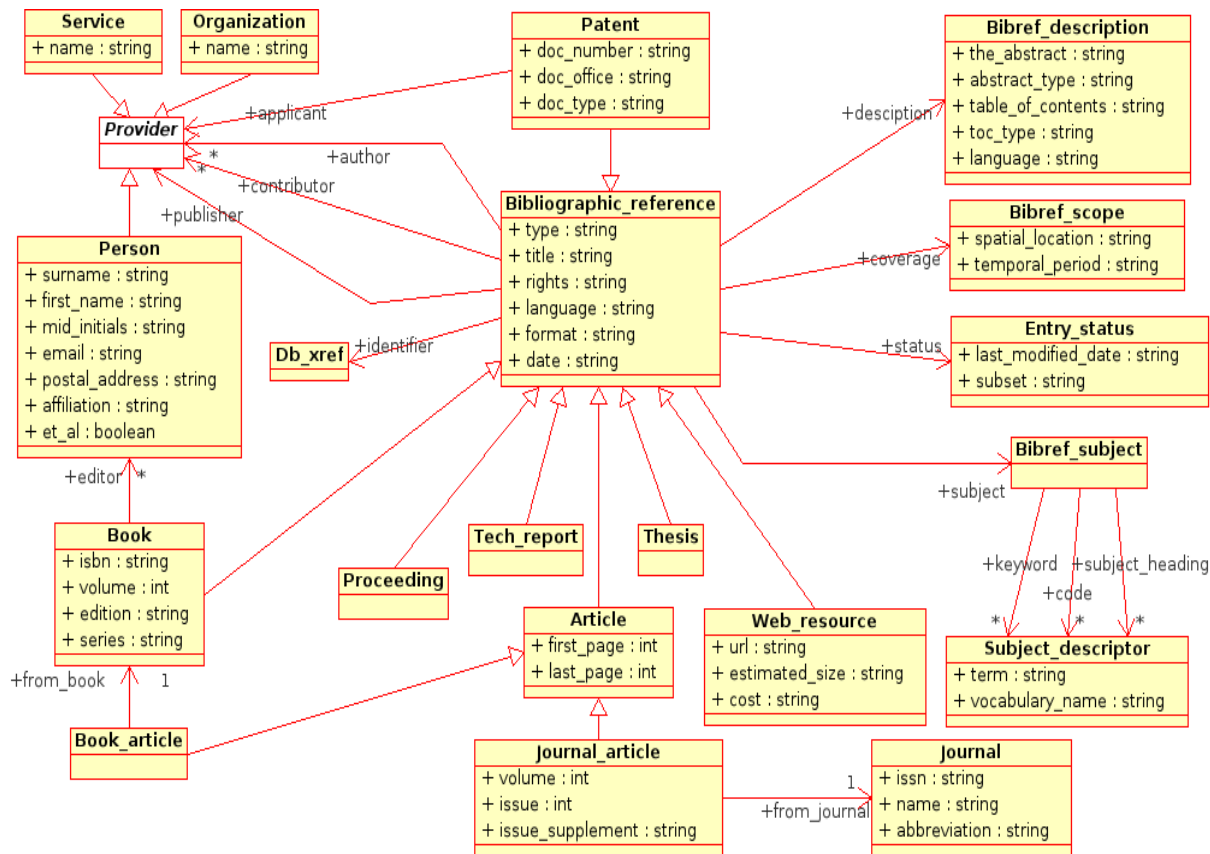 Service
+ name : string
Organization
+ name : string
Patent
+ doc_number : string
+ doc_office : string
+ doc_type : string
Bibref_description
+ the_abstract : string
+ abstract_type : string
+ table_of_contents : string
+ toc_type : string
+ language : string
Provider
+applicant
+author
*
*
+contributor
+publisher
+desciption
Bibliographic_reference
+ type : string
+ title : string
+ rights : string
+ language : string
+ format : string
+ date : string
Bibref_scope
+ spatial_location : string
+ temporal_period : string
+coverage
Person
+ surname : string
+ first_name : string
+ mid_initials : string
+ email : string
+ postal_address : string
+ affiliation : string
+ et_al : boolean
Db_xref
+identifier
+status
Entry_status
+ last_modified_date : string
+ subset : string
+editor
*
Bibref_subject
+subject
Book
+ isbn : string
+ volume : int
+ edition : string
+ series : string
Tech_report
Thesis
Proceeding
+keyword
+subject_heading
+code
*
*
*
Article
+ first_page : int
+ last_page : int
Web_resource
+ url : string
+ estimated_size : string
+ cost : string
Subject_descriptor
+ term : string
+ vocabulary_name : string
+from_book
1
Book_article
Journal_article
+ volume : int
+ issue : int
+ issue_supplement : string
1
+from_journal
Journal
+ issn : string
+ name : string
+ abbreviation : string